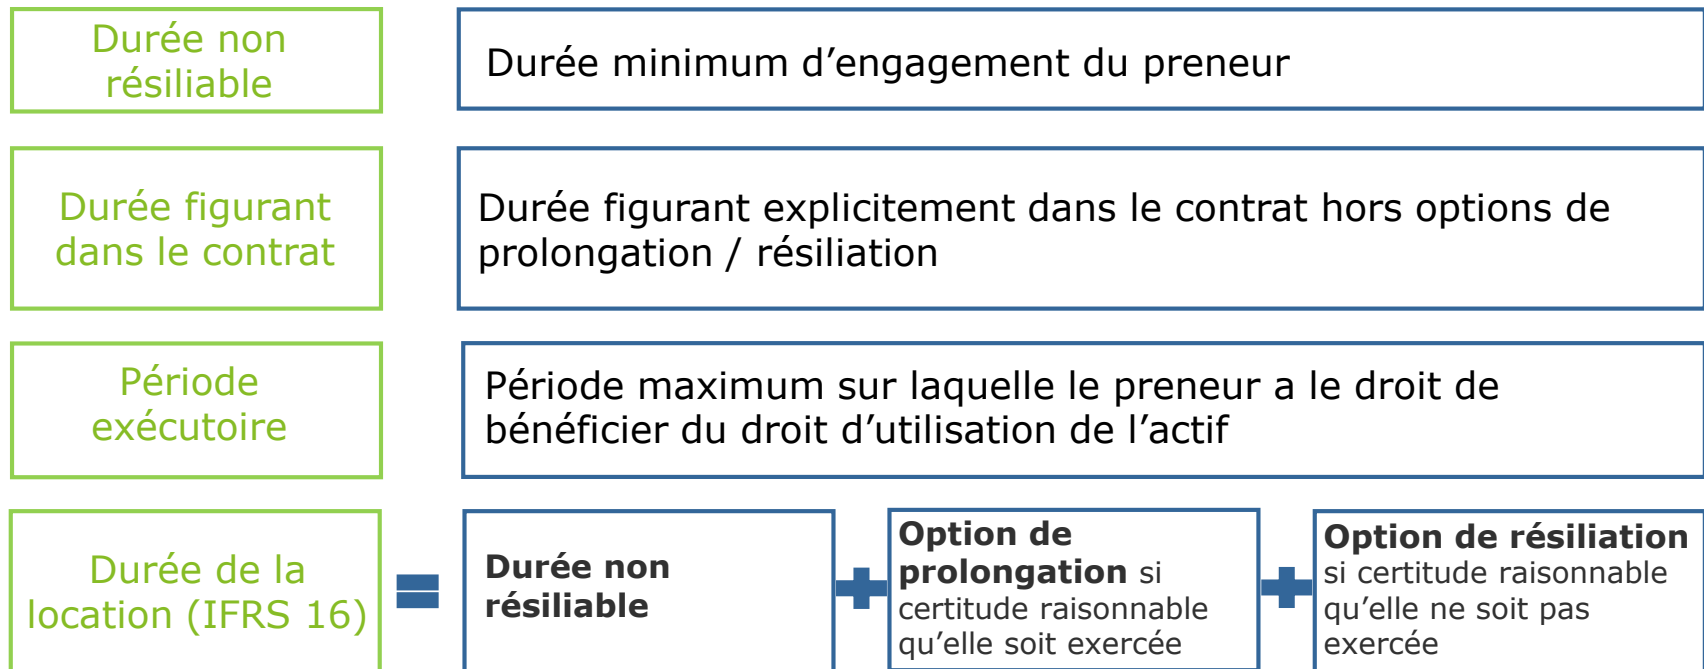 Durée non
résiliable
Durée minimum d’engagement du preneur
Durée figurant
dans le contrat
Durée figurant explicitement dans le contrat hors options de
prolongation / résiliation
Période
exécutoire
Période maximum sur laquelle le preneur a le droit de
bénéficier du droit d’utilisation de l’actif
Durée de la
location (IFRS 16)
=
Durée non
résiliable
+
Option de
prolongation si
certitude raisonnable
qu’elle soit exercée
+
Option de résiliation
si certitude raisonnable
qu’elle ne soit pas
exercée